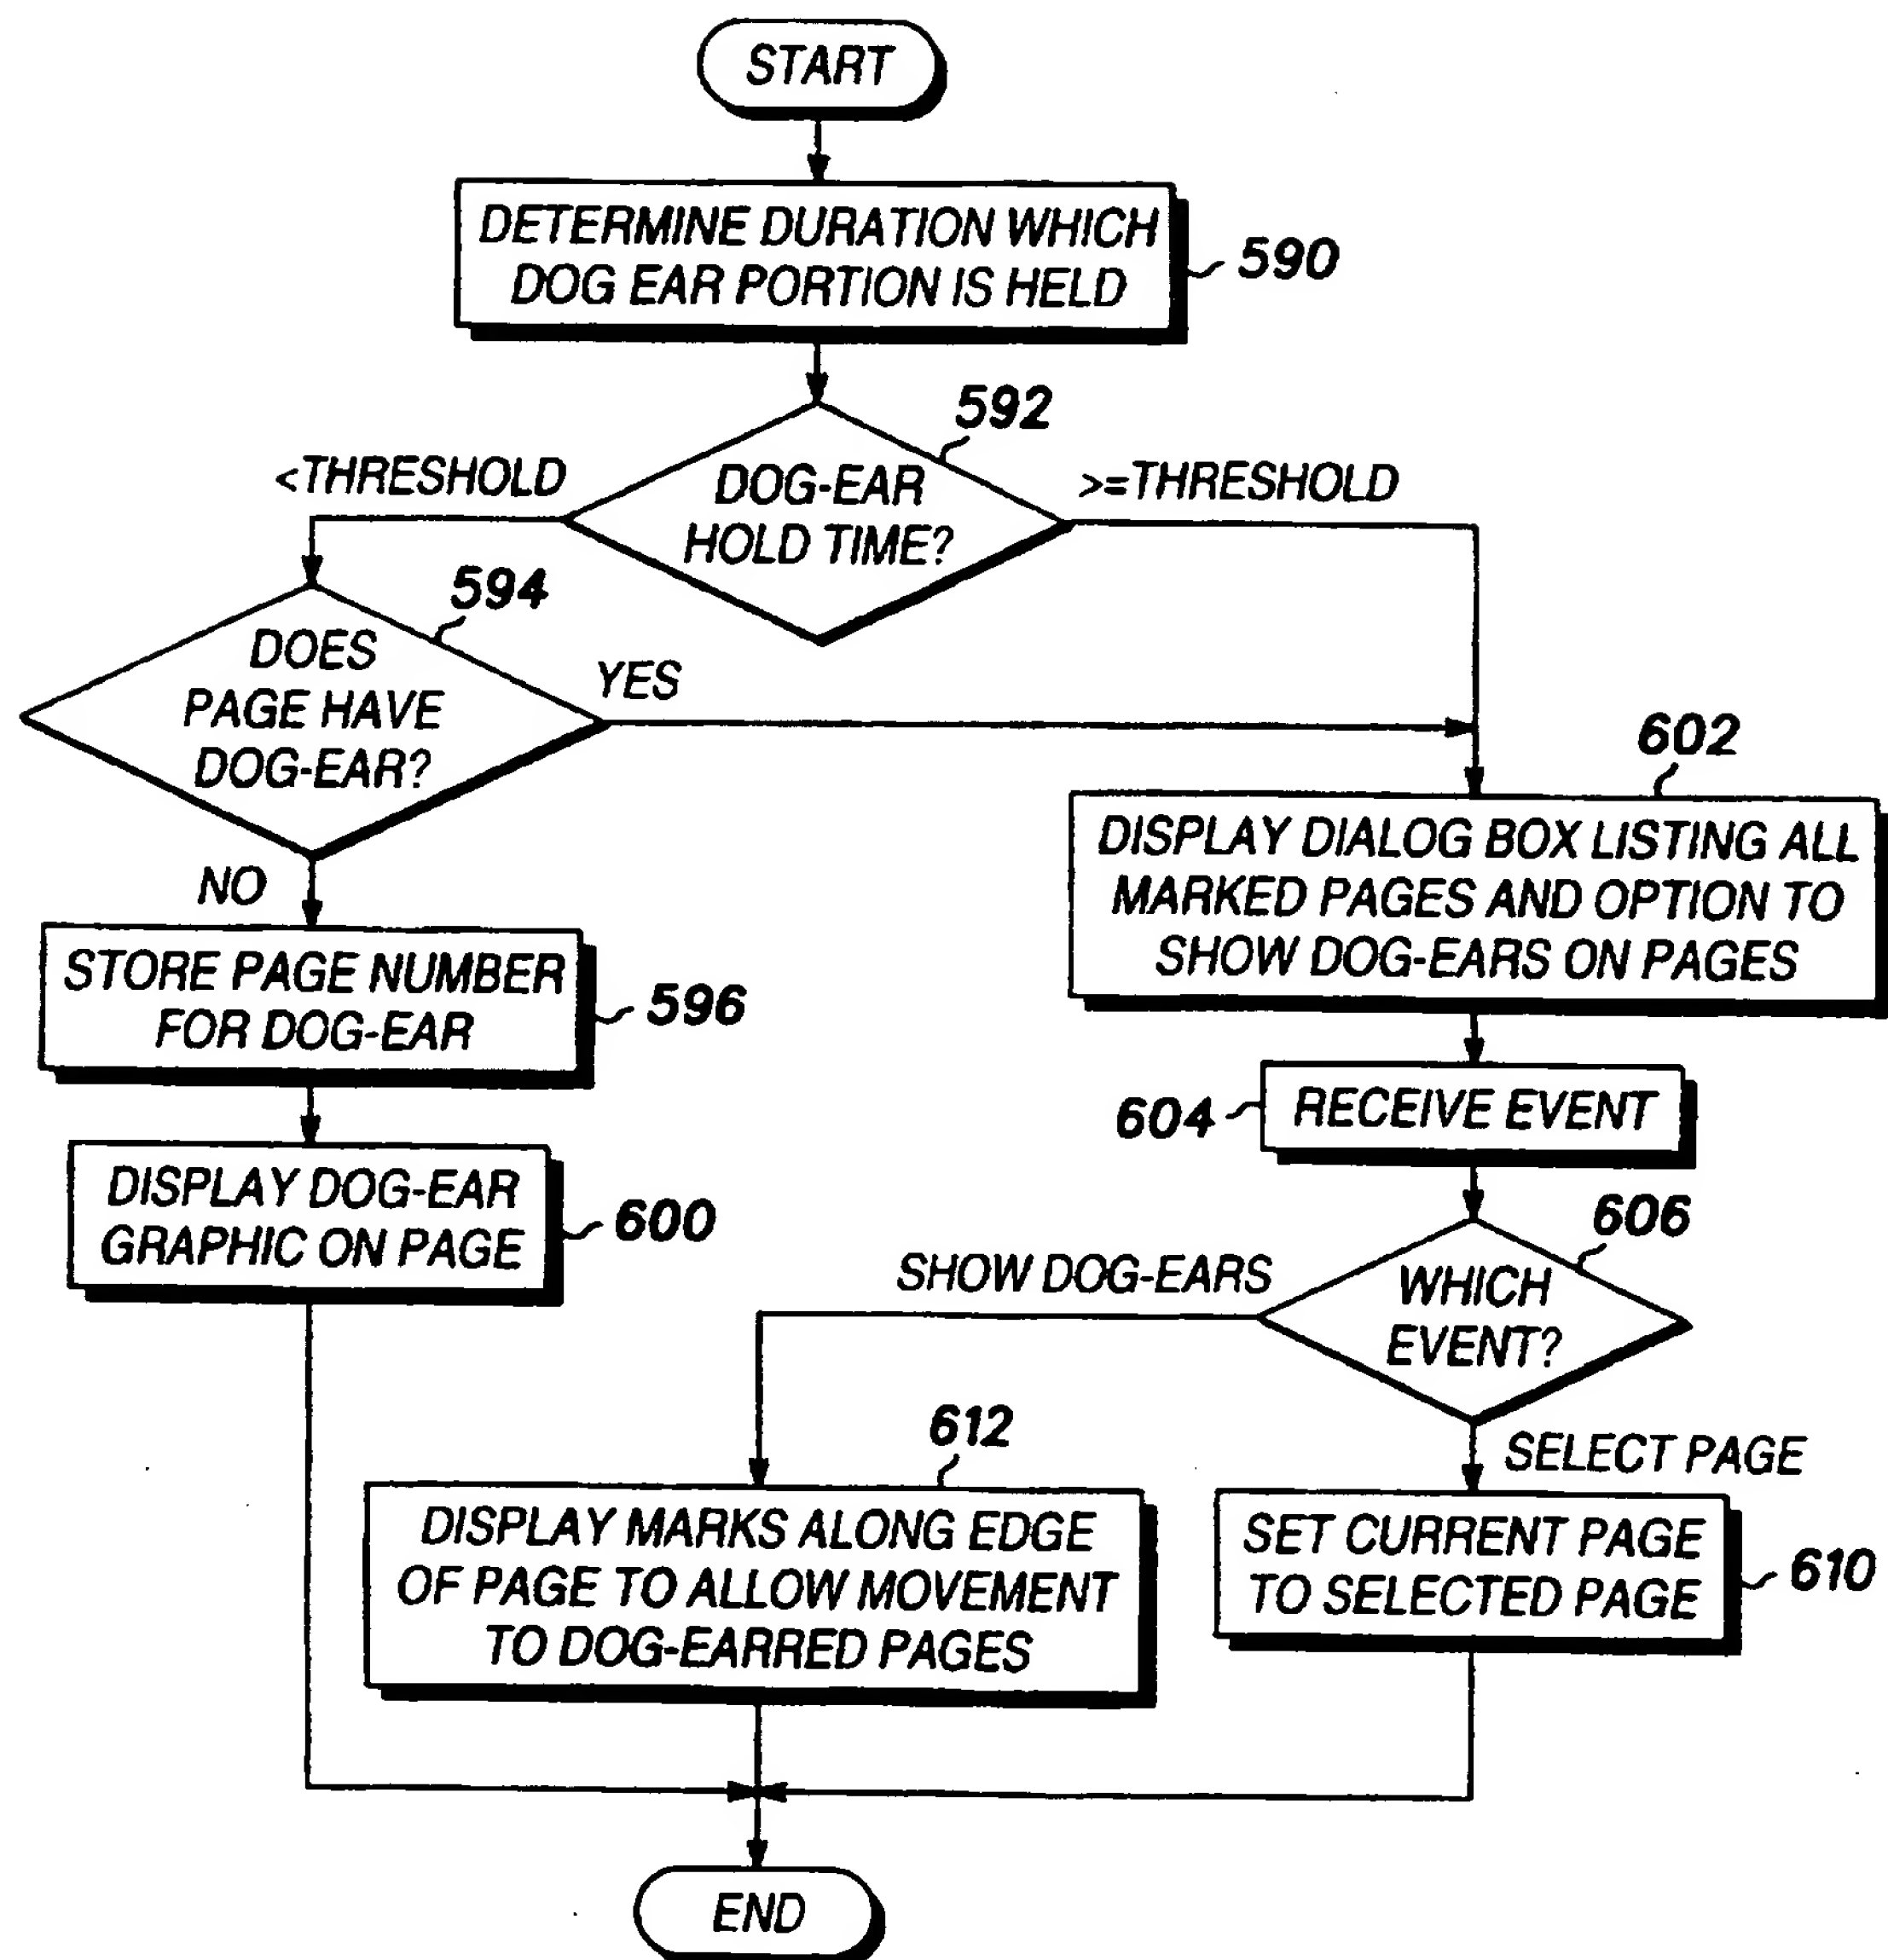 START
DETERMINE DURATION WHICH
DOG EAR PORTION IS HELD
590
592
<THRESHOLD
DOG-EAR
HOLD TIME?
>=THRESHOLD
594
DOES
PAGE HAVE
DOG-EAR?
YES
NO
602
DISPLAY DIALOG BOX LISTING ALL
MARKED PAGES AND OPTION TO
SHOW DOG-EARS ON PAGES
STORE PAGE NUMBER
FOR DOG-EAR
596
604
RECEIVE EVENT
DISPLAY DOG-EAR
GRAPHIC ON PAGE
600
606
SHOW DOG-EARS
WHICH
EVENT?
612
SELECT PAGE
DISPLAY MARKS ALONG EDGE
OF PAGE TO ALLOW MOVEMENT
TO DOG-EARRED PAGES
SET CURRENT PAGE
TO SELECTED PAGE
610
END